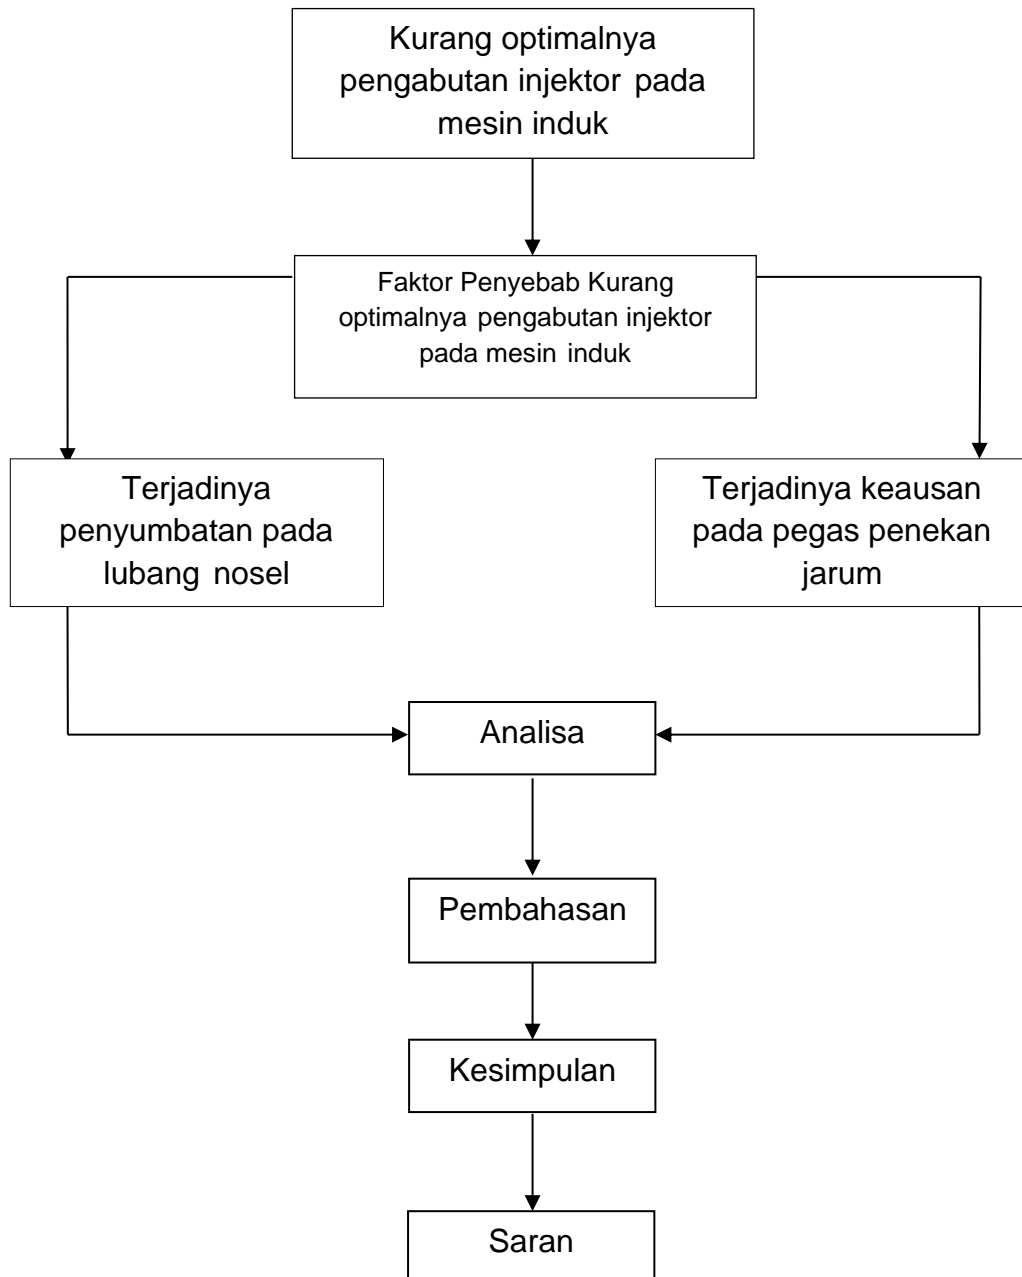 Kurang optimalnya
pengabutan injektor pada
mesin induk
Faktor Penyebab Kurang
optimalnya pengabutan injektor
pada mesin induk
Terjadinya
penyumbatan pada
lubang nosel
Terjadinya keausan
pada pegas penekan
jarum
Analisa
Pembahasan
Kesimpulan
Saran